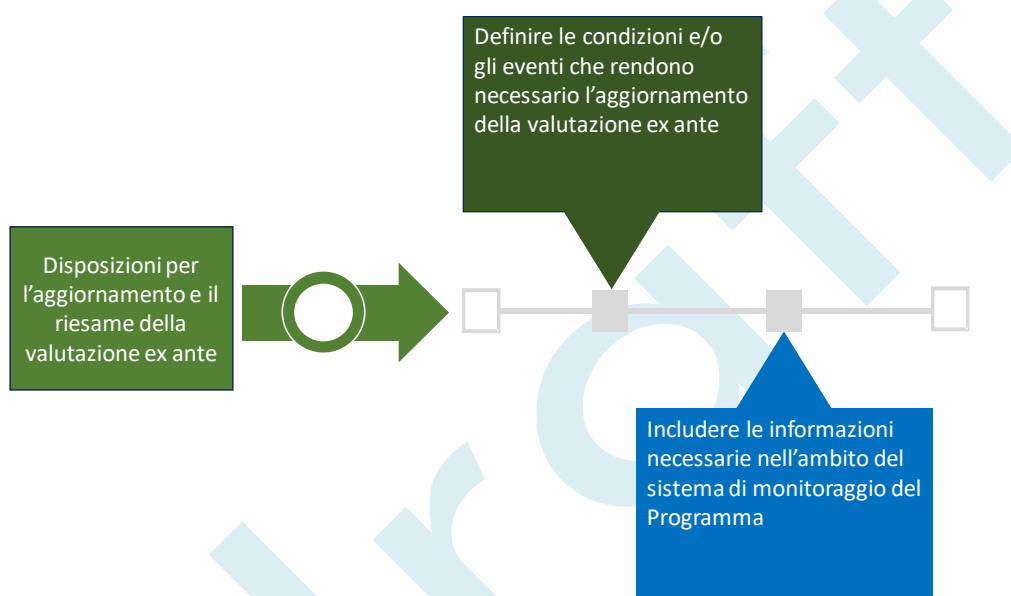 Definire le condizioni e/o
gli eventi che rendono
necessario l'aggiornamento
della valutazione ex ante
Disposizioni per
l'aggiornamento e il
riesame della
valutazione ex ante
Includere le informazioni
necessarie nell'ambito del
sistema di monitoraggio del
Programma